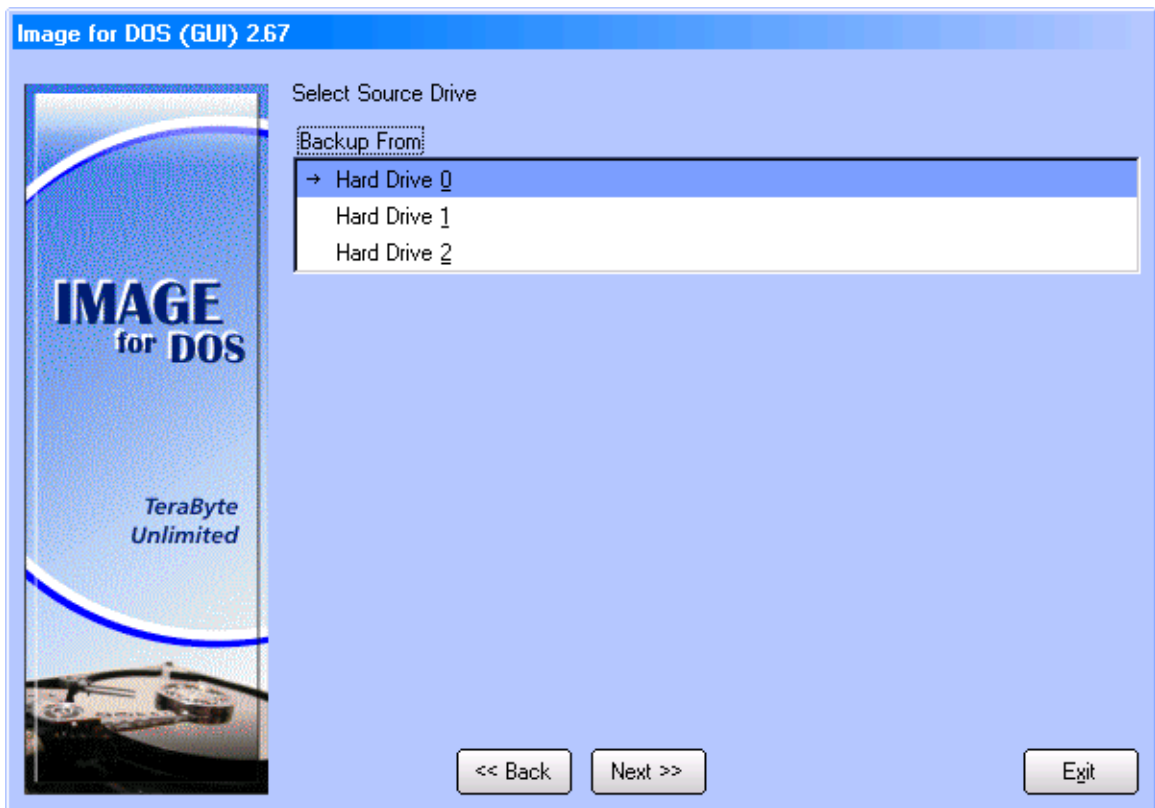 Image for DOS (GUI) 2.67
Select Source Drive
Backup From
→ Hard Drive 0
Hard Drive 1
Hard Drive 2
IMAGE
for DOS
TeraByte
Unlimited
<< Back Next >> Exit